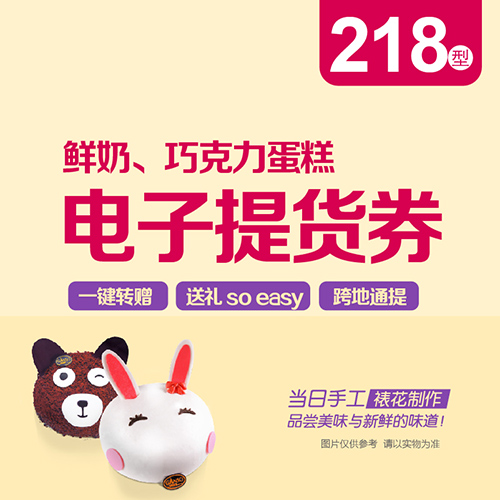 218型
鲜奶、巧克力蛋糕
电子提货券
一键转赠 送礼 so easy 跨地通提
当日手工 裱花制作
品尝美味与新鲜的味道！
图片仅供参考 请以实物为准